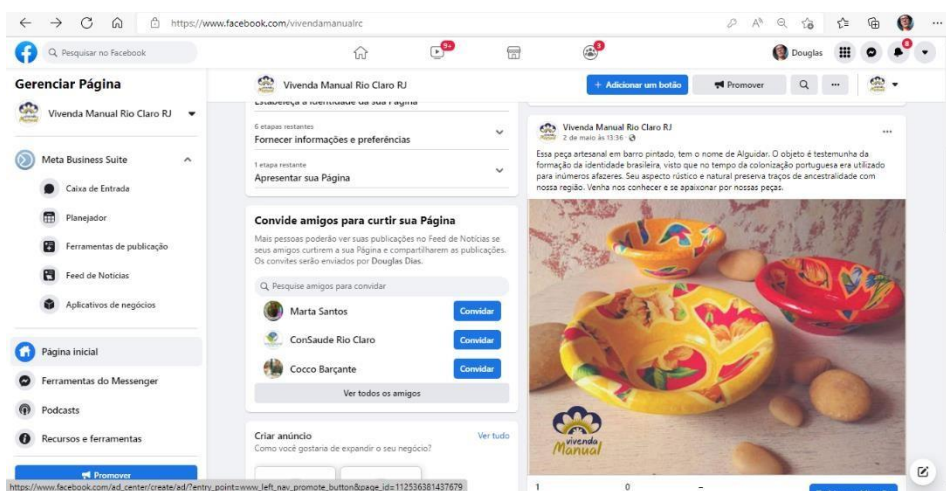 https://www.facebook.com/vivendamanualrc
Pesquisar no Facebook
9+
8
Douglas
8
Gerenciar Página
Vivenda Manual Rio Claro RJ
Meta Business Suite
Caixa de Entrada
Planejador
Ferramentas de publicação
Feed de Notícias
Aplicativos de negócios
Página inicial
Ferramentas do Messenger
Podcasts
Recursos e ferramentas
Promover
https://www.facebook.com/ad_center/create/ad/?entry_point=www_left_nav_promote_button&page_id=112536381437679
Vivenda Manual Rio Claro RJ
+ Adicionar um botão
Promover
Estabeleça a identidade da sua Página
6 etapas restantes
Fornecer informações e preferências
1 etapa restante
Apresentar sua Página
Convide amigos para curtir sua Página
Mais pessoas poderão ver suas publicações no Feed de Notícias se
seus amigos curtirem a sua Página e compartilharem as publicações.
Os convites serão enviados por Douglas Dias.
Pesquise amigos para convidar
Marta Santos
Convidar
ConSaude Rio Claro
Convidar
Cocco Barçante
Convidar
Ver todos os amigos
Criar anúncio
Ver tudo
Como você gostaria de expandir o seu negócio?
Vivenda Manual Rio Claro RJ
2 de maio às 13:36
Essa peça artesanal em barro pintado, tem o nome de Alguidar. O objeto é testemunha da
formação da identidade brasileira, visto que no tempo da colonização portuguesa era utilizado
para inúmeros afazeres. Seu aspecto rústico e natural preserva traços de ancestralidade com
nossa região. Venha nos conhecer e se apaixonar por nossas peças.
vivenda
Manual
1
0